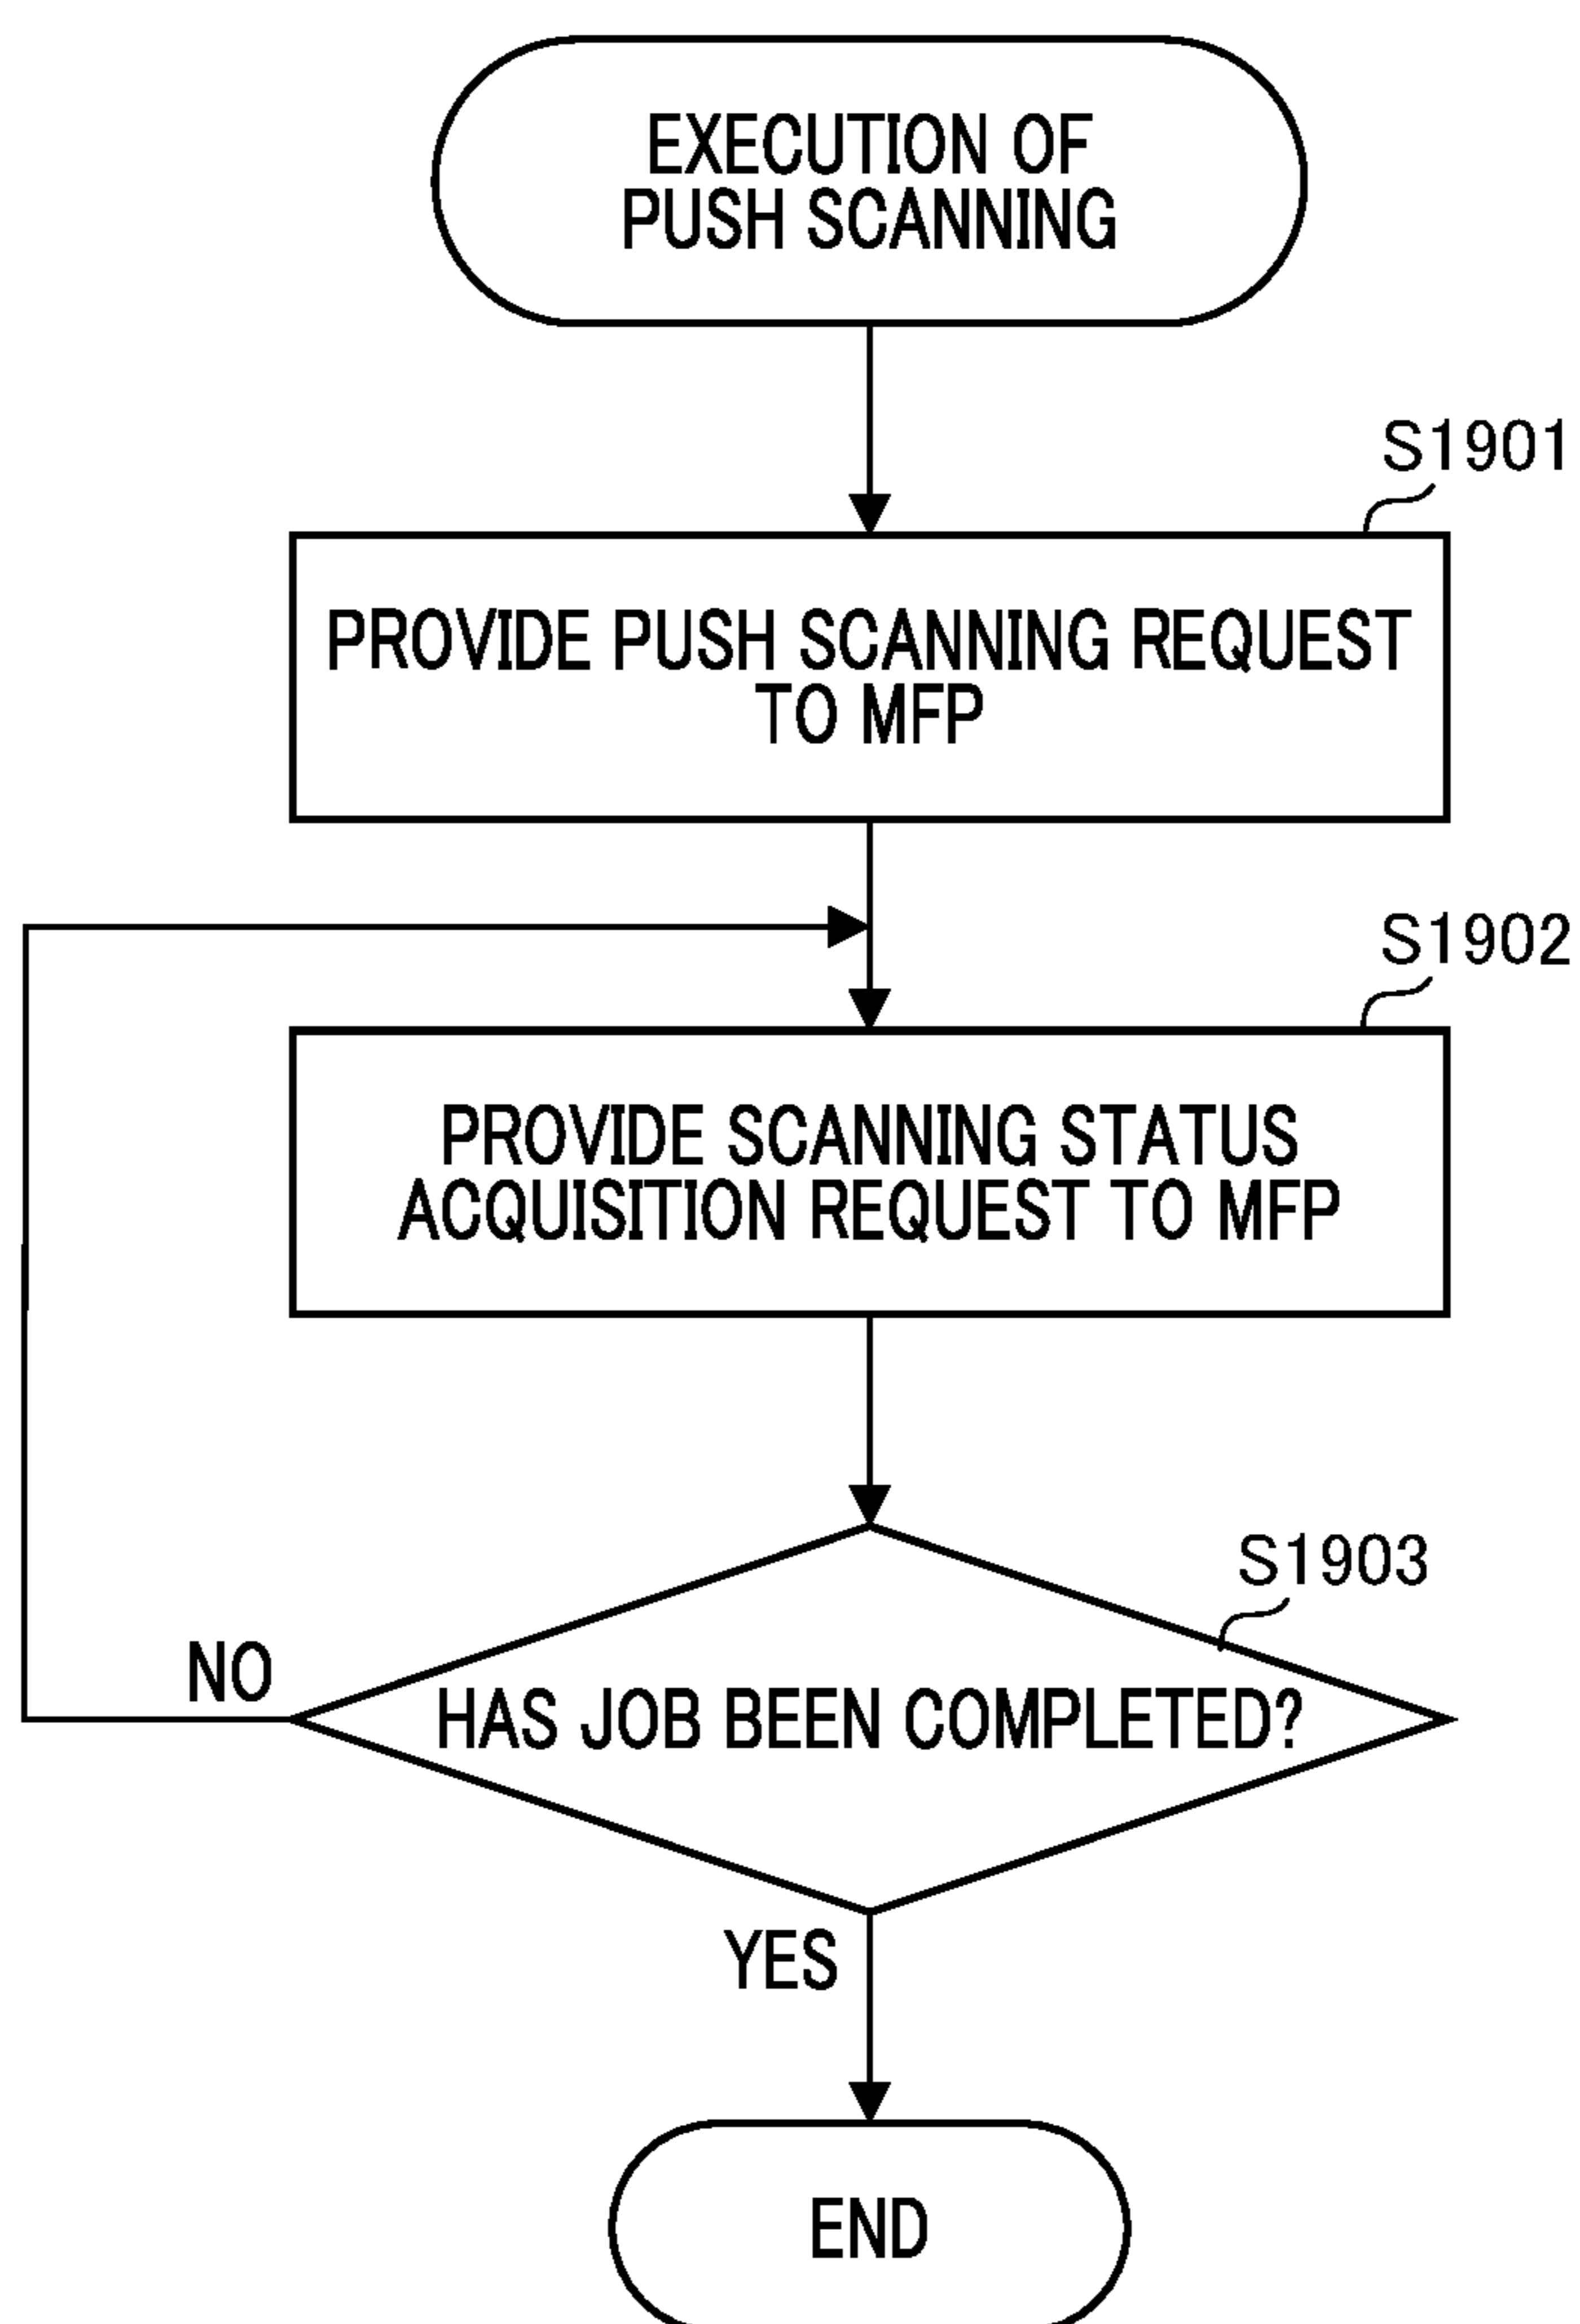 EXECUTION OF
PUSH SCANNING
S1901
PROVIDE PUSH SCANNING REQUEST
TO MFP
S1902
PROVIDE SCANNING STATUS
ACQUISITION REQUEST TO MFP
S1903
NO
HAS JOB BEEN COMPLETED?
YES
END